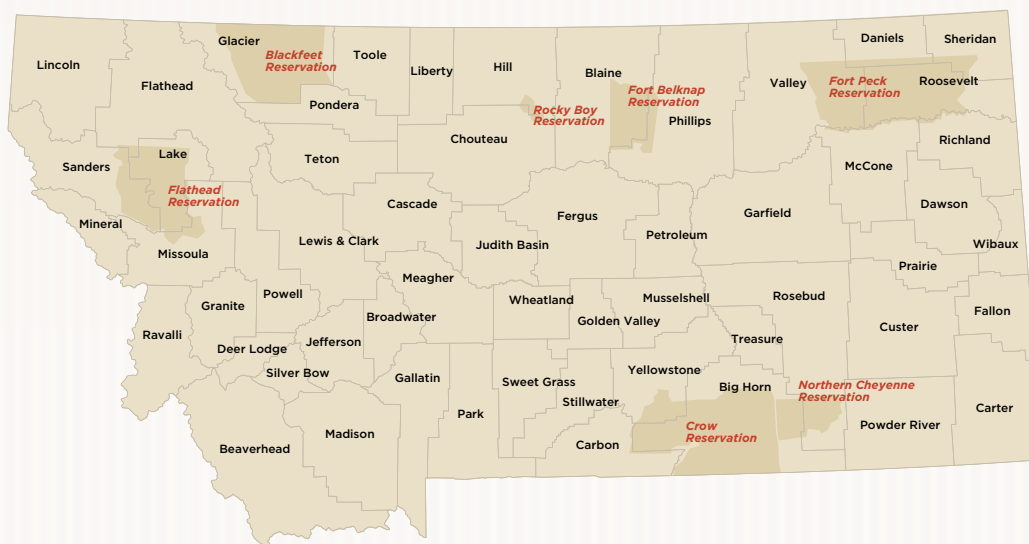 Lincoln
Flathead
Glacier
Blackfeet
Reservation
Toole
Liberty
Hill
Blaine
Fort Belknap
Reservation
Phillips
Valley
Daniels
Sheridan
Fort Peck
Reservation
Roosevelt
Pondera
Rocky Boy
Reservation
Chouteau
Richland
Sanders
Lake
Teton
McCone
Flathead
Reservation
Cascade
Fergus
Garfield
Dawson
Mineral
Missoula
Lewis & Clark
Judith Basin
Petroleum
Wibaux
Prairie
Meagher
Granite
Powell
Broadwater
Wheatland
Musselshell
Golden Valley
Rosebud
Fallon
Custer
Ravalli
Deer Lodge
Jefferson
Treasure
Silver Bow
Gallatin
Sweet Grass
Yellowstone
Stillwater
Big Horn
Northern Cheyenne
Reservation
Carter
Park
Madison
Crow
Reservation
Powder River
Beaverhead
Carbon